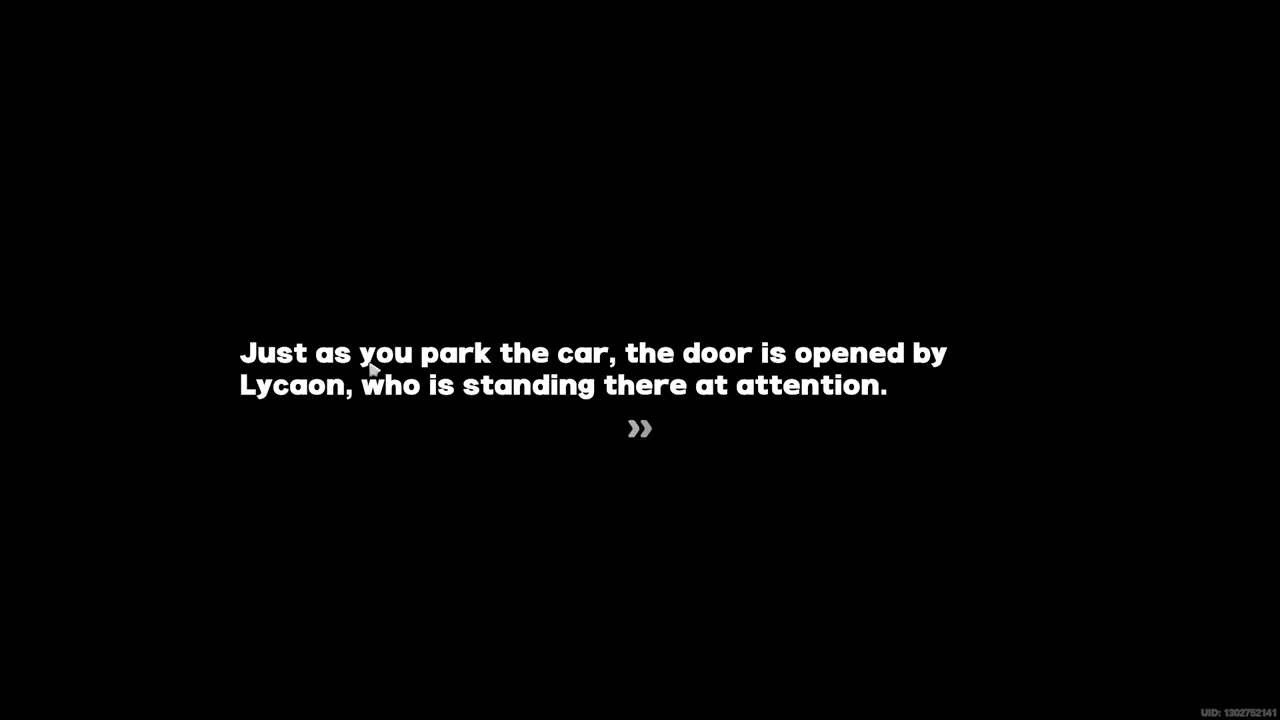 Just as you park the car, the door is opened by
Lycaon, who is standing there at attention.
UID: 1302752141